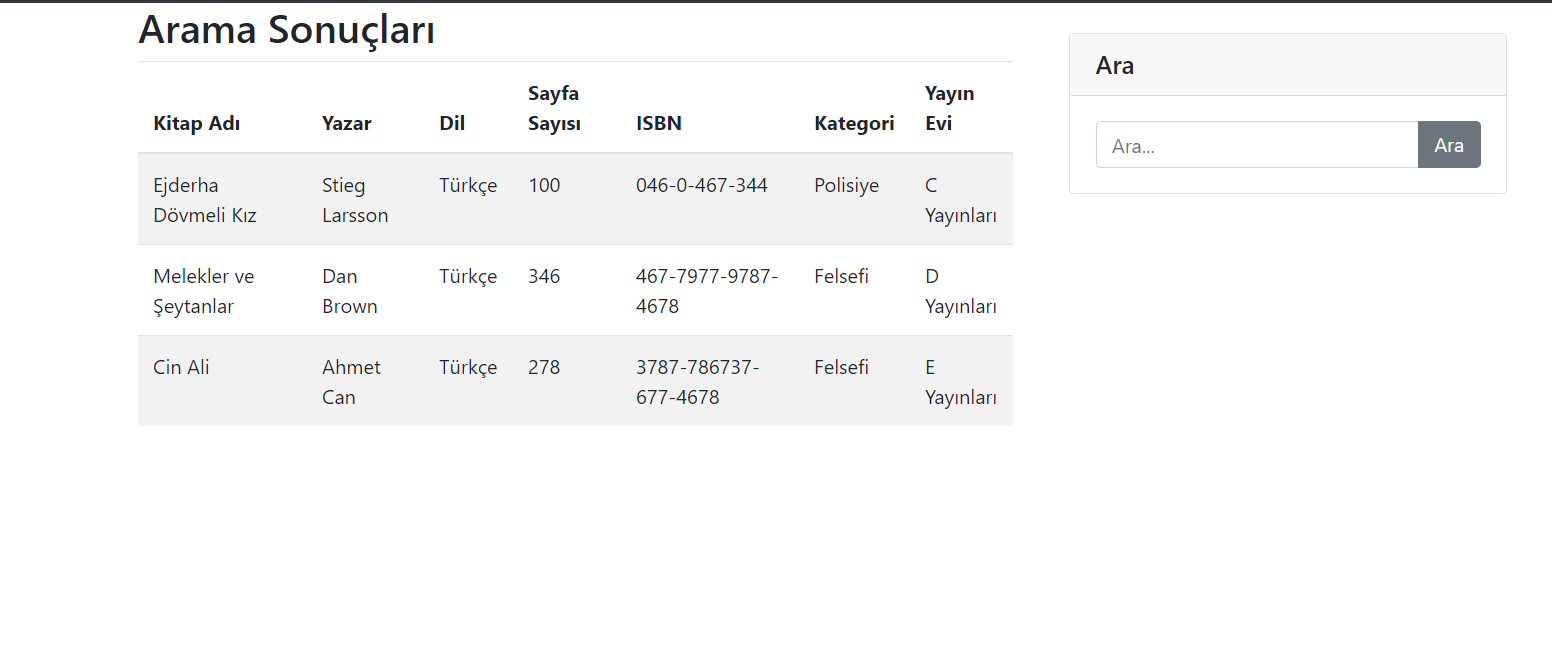 Arama Sonuçları
Kitap Adı Yazar Dil Sayfa Sayısı ISBN Kategori Yayın Evi
Ejderha Stieg Türkçe 100 046-0-467-344 Polisiye C
Dövmeli Kız Larsson Yayınları
Melekler ve Dan Türkçe 346 467-7977-9787- Felsefi D
Şeytanlar Brown 4678 Yayınları
Cin Ali Ahmet Türkçe 278 3787-786737- Felsefi E
Can 677-4678 Yayınları
Ara
Ara... Ara